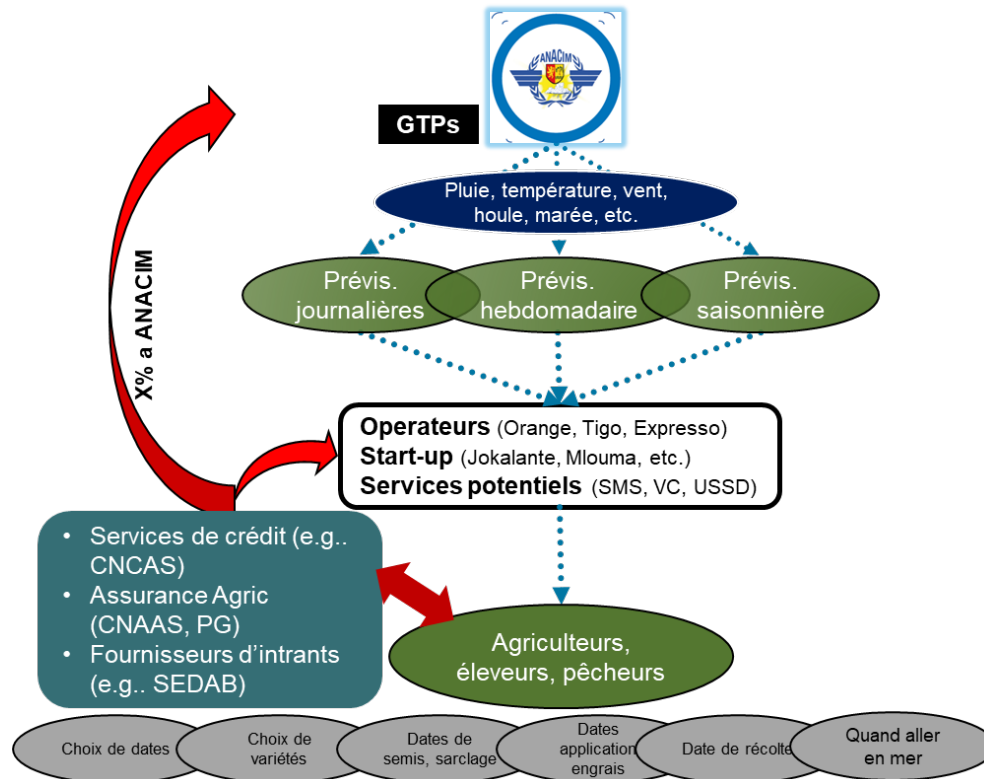 ANACIM
GTPs
Pluie, température, vent,
houle, marée, etc.
Prévis.
journalières
Prévis.
hebdomadaire
Prévis.
saisonnière
X% a ANACIM
Operateurs (Orange, Tigo, Expresso)
Start-up (Jokalante, Mlouma, etc.)
Services potentiels (SMS, VC, USSD)
• Services de crédit (e.g..
CNCAS)
• Assurance Agric
(CNAAS, PG)
• Fournisseurs d'intrants
(e.g.. SEDAB)
Agriculteurs,
éleveurs, pêcheurs
Choix de dates
Choix de
variétés
Dates de
semis, sarclage
Dates
application
engrais
Date de récolte
Quand aller
en mer